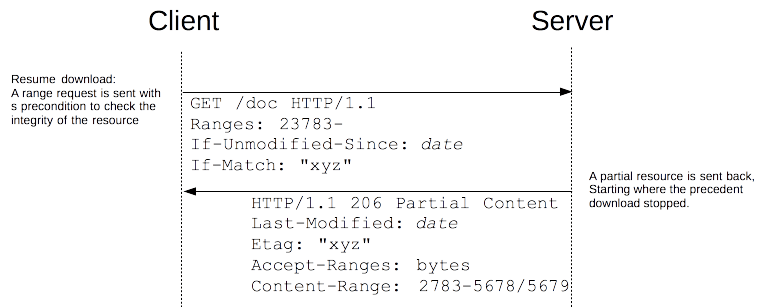 Client
Server
Resume download:
A range request is sent with
s precondition to check the
integrity of the resource
GET /doc HTTP/1.1
Ranges: 23783-
If-Unmodified-Since: date
If-Match: "xyz"
A partial resource is sent back,
Starting where the precedent
download stopped.
HTTP/1.1 206 Partial Content
Last-Modified: date
Etag: "xyz"
Accept-Ranges: bytes
Content-Range: 2783-5678/5679